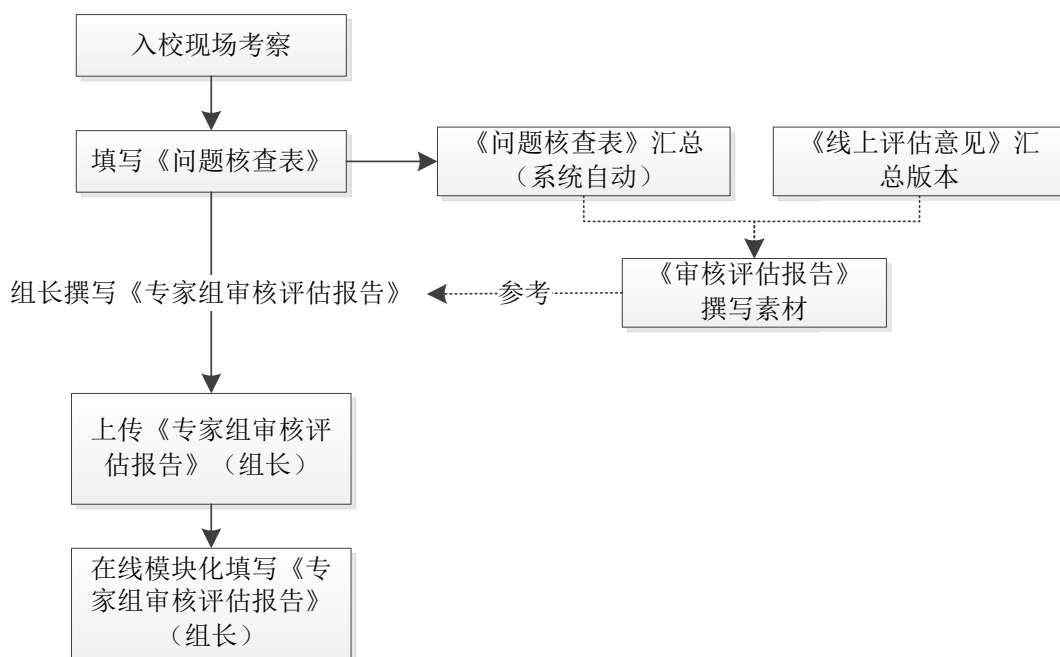 入校现场考察
填写《问题核查表》
《问题核查表》汇总
（系统自动）
《线上评估意见》汇
总版本
组长撰写《专家组审核评估报告》
参考
《审核评估报告》
撰写素材
上传《专家组审核评
估报告》（组长）
在线模块化填写《专
家组审核评估报告》
（组长）